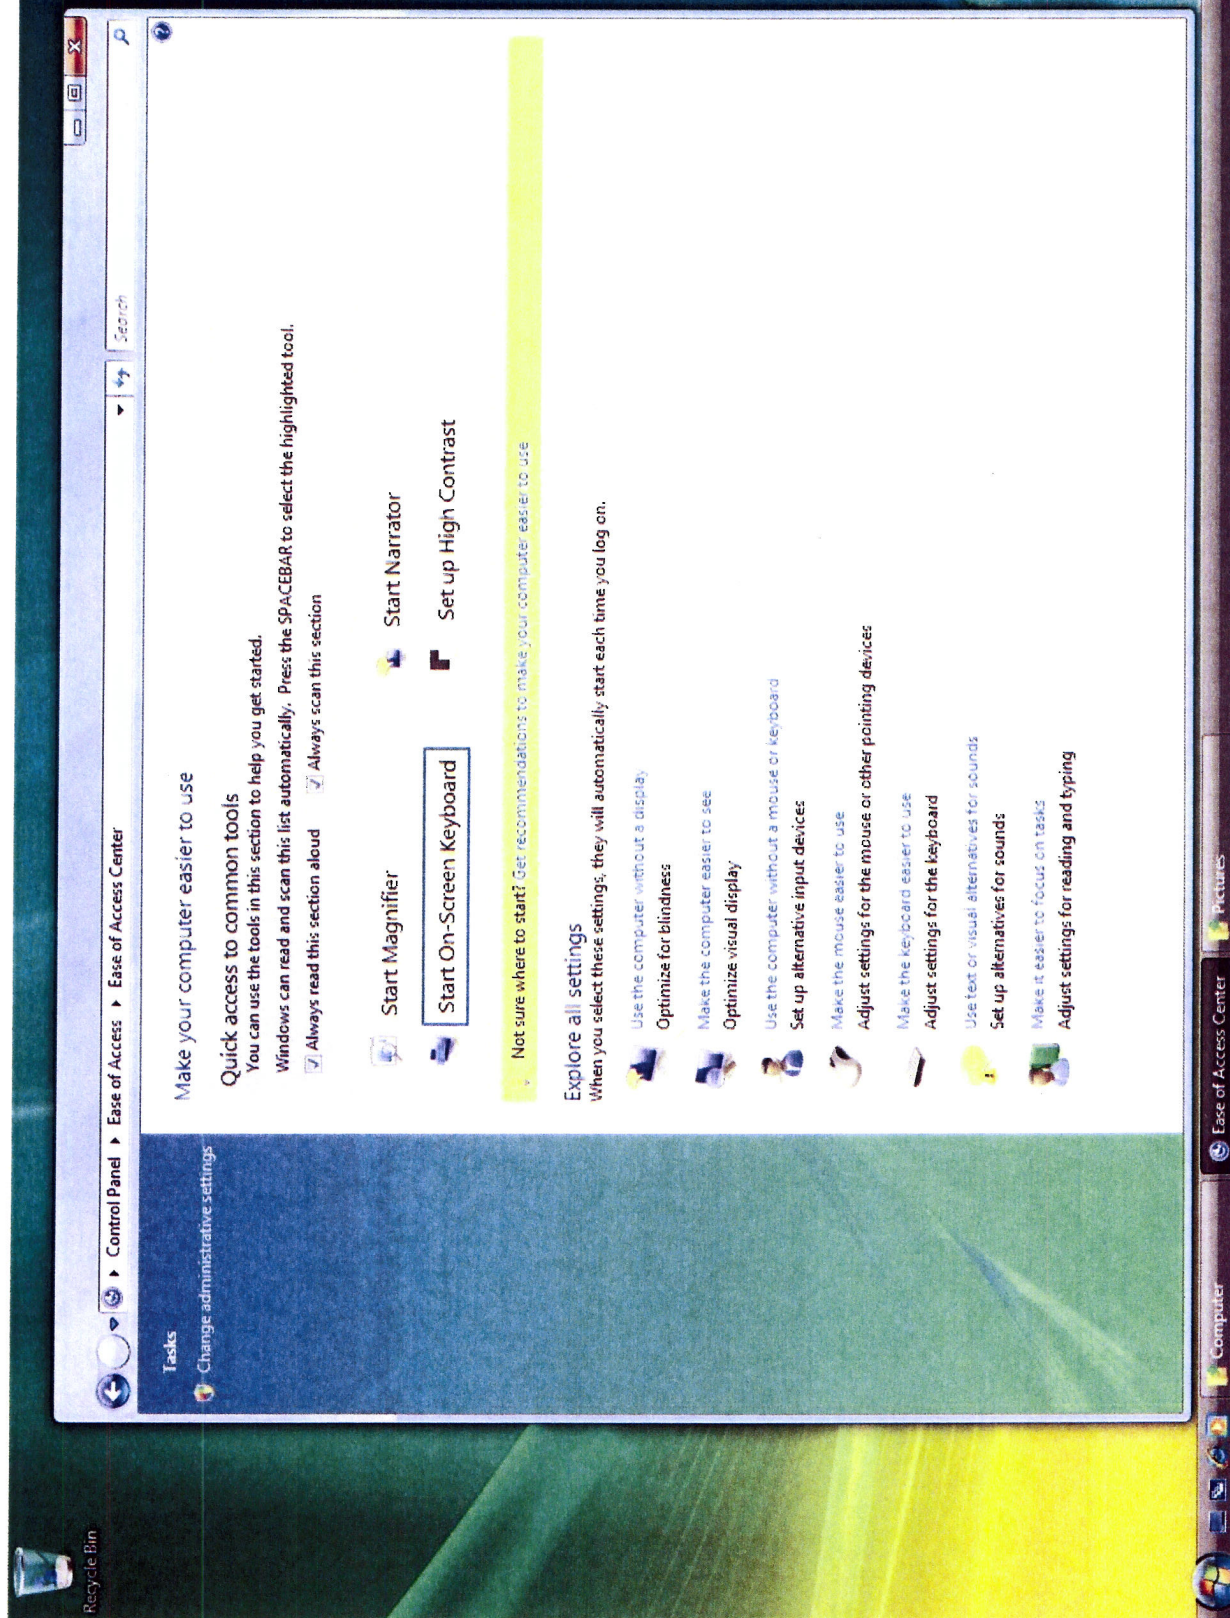 Recycle Bin
Control Panel ▸ Ease of Access ▸ Ease of Access Center
Search
Tasks
Change administrative settings
Make your computer easier to use
Quick access to common tools
You can use the tools in this section to help you get started.
Windows can read and scan this list automatically. Press the SPACEBAR to select the highlighted tool.
Always read this section aloud
Always scan this section
Start Magnifier
Start Narrator
Start On-Screen Keyboard
Set up High Contrast
Not sure where to start? Get recommendations to make your computer easier to use
Explore all settings
When you select these settings, they will automatically start each time you log on.
Use the computer without a display
Optimize for blindness
Make the computer easier to see
Optimize visual display
Use the computer without a mouse or keyboard
Set up alternative input devices
Make the mouse easier to use
Adjust settings for the mouse or other pointing devices
Make the keyboard easier to use
Adjust settings for the keyboard
Use text or visual alternatives for sounds
Set up alternatives for sounds
Make it easier to focus on tasks
Adjust settings for reading and typing
Computer
Ease of Access Center
Pictures